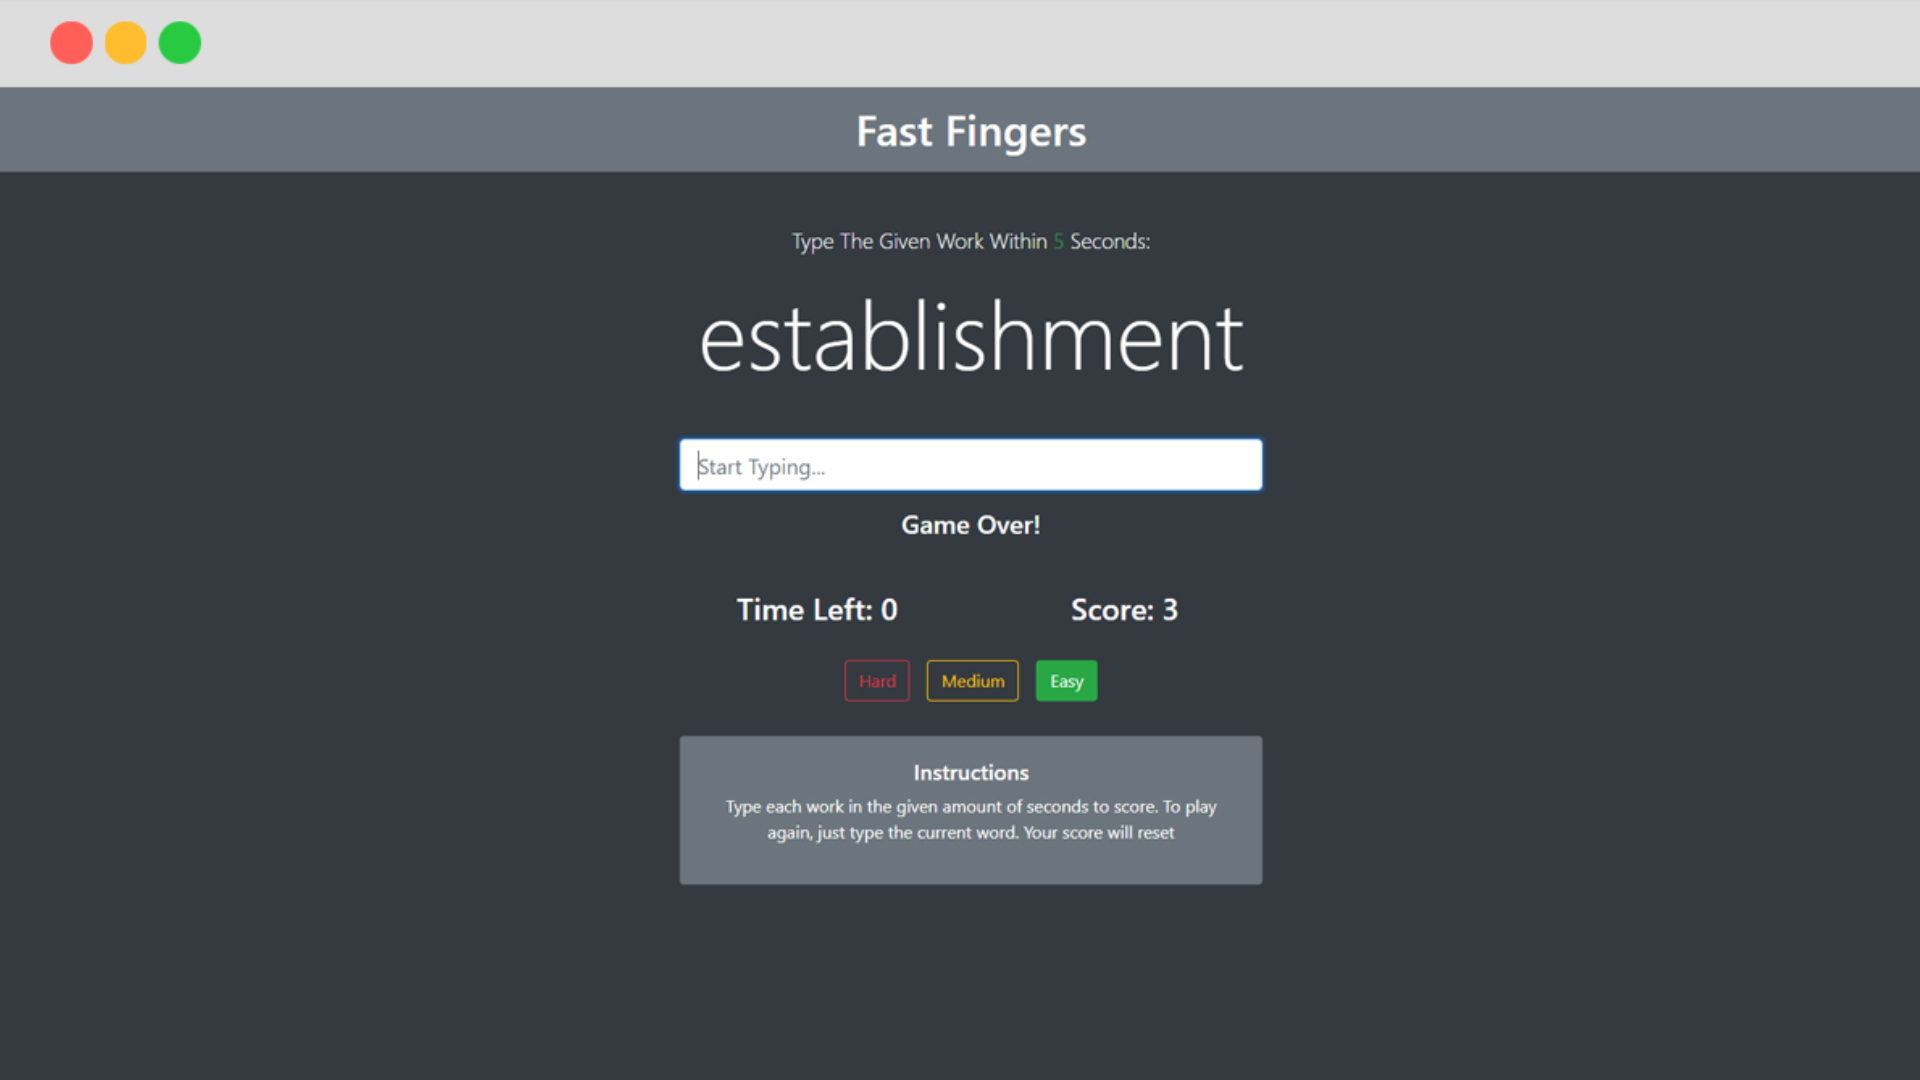 Fast Fingers
Type The Given Work Within 5 Seconds:
establishment
Start Typing...
Game Over!
Time Left: 0 Score: 3
Hard Medium Easy
Instructions
Type each work in the given amount of seconds to score. To play
again, just type the current word. Your score will reset